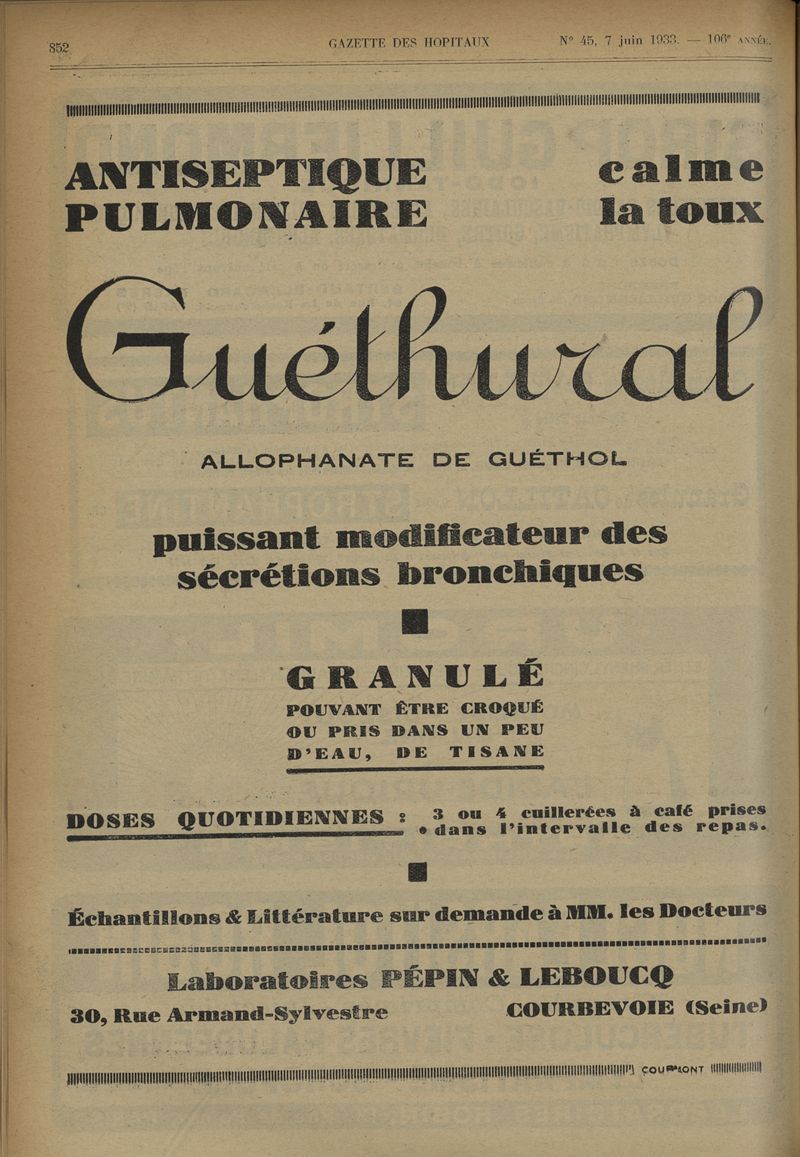 852
GAZETTE DES HOPITAUX
N° 45, 7 juin 1933. — 106e ANNÉE.
ANTISEPTIQUE
PULMONAIRE
calme
la toux
Guéthural
ALLOPHANATE DE GUÉTHOL
puissant modificateur des
sécrétions bronchiques
GRANULÉ
POUVANT ÊTRE CROQUÉ
OU PRIS DANS UN PEU
D'EAU, DE TISANE
DOSES QUOTIDIENNES :
3 ou 4 cuillerées à café prises
dans l'intervalle des repas.
Échantillons & Littérature sur demande à MM. les Docteurs
Laboratoires PÉPIN & LEBOUCQ
30, Rue Armand-Sylvestre
COURBEVOIE (Seine)